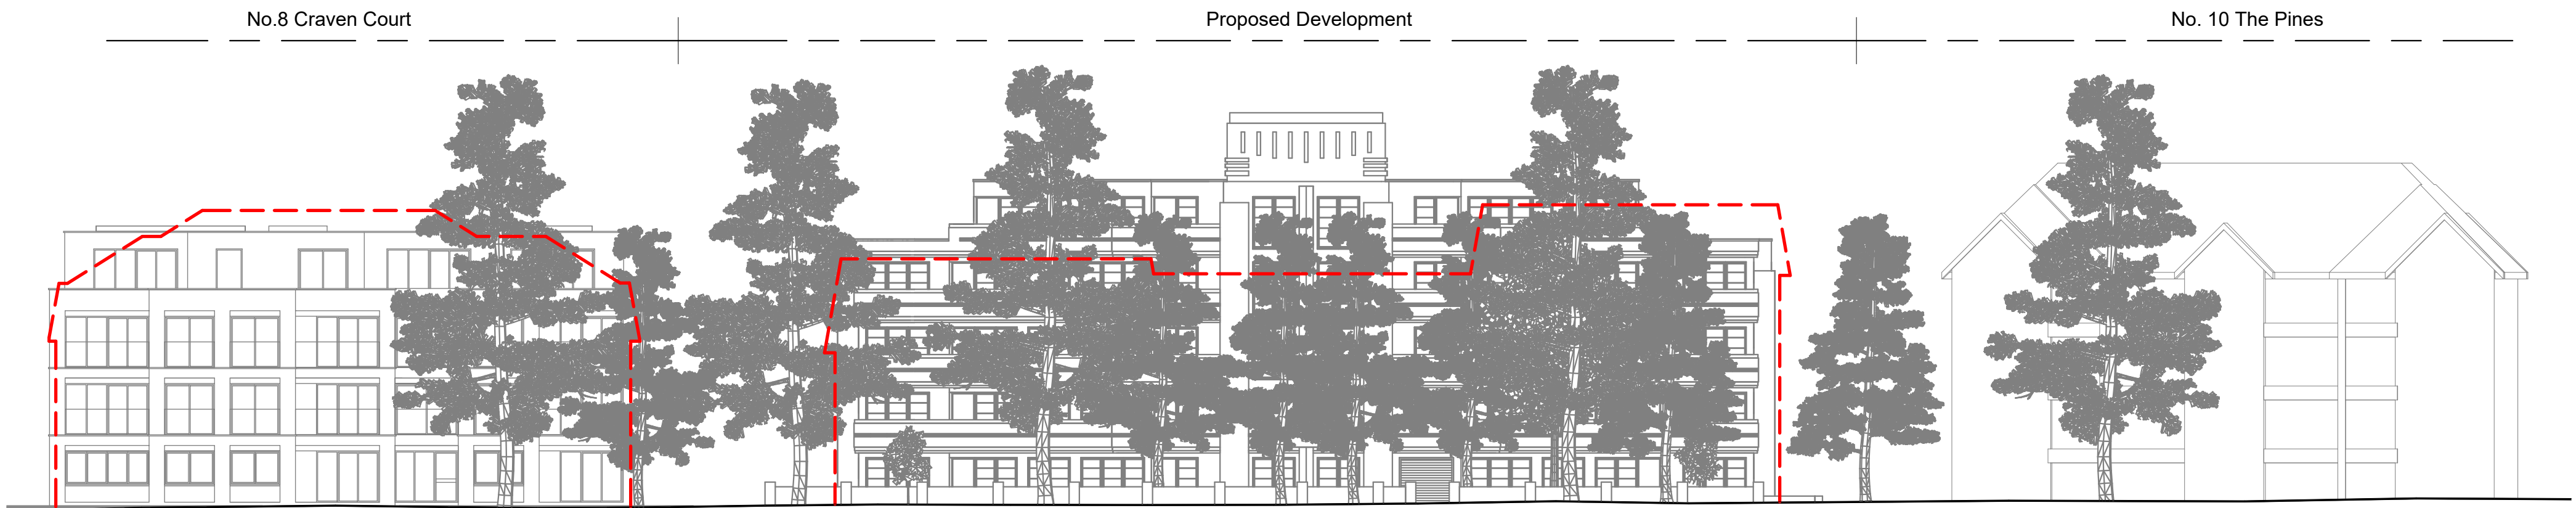 No.8 Craven Court
Proposed Development
No. 10 The Pines